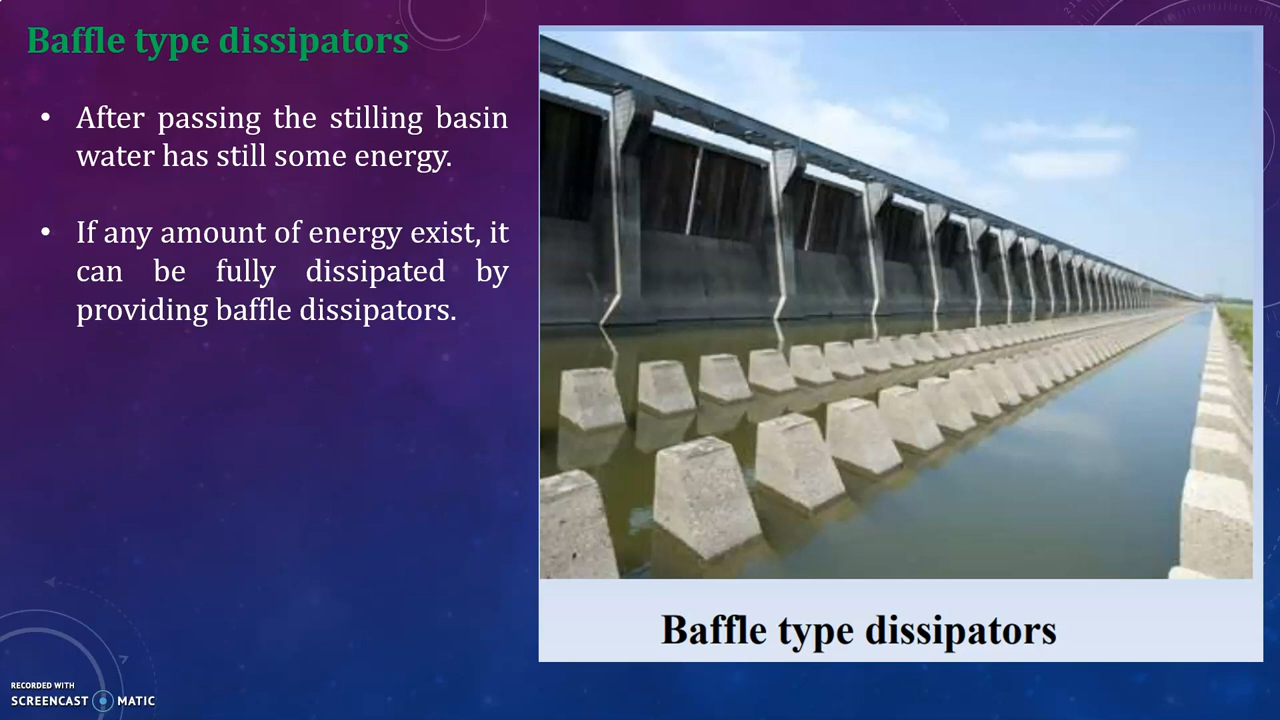 Baffle type dissipators
• After passing the stilling basin
water has still some energy.
• If any amount of energy exist, it
can be fully dissipated by
providing baffle dissipators.
Baffle type dissipators
RECORDED WITH
SCREENCAST MATIC